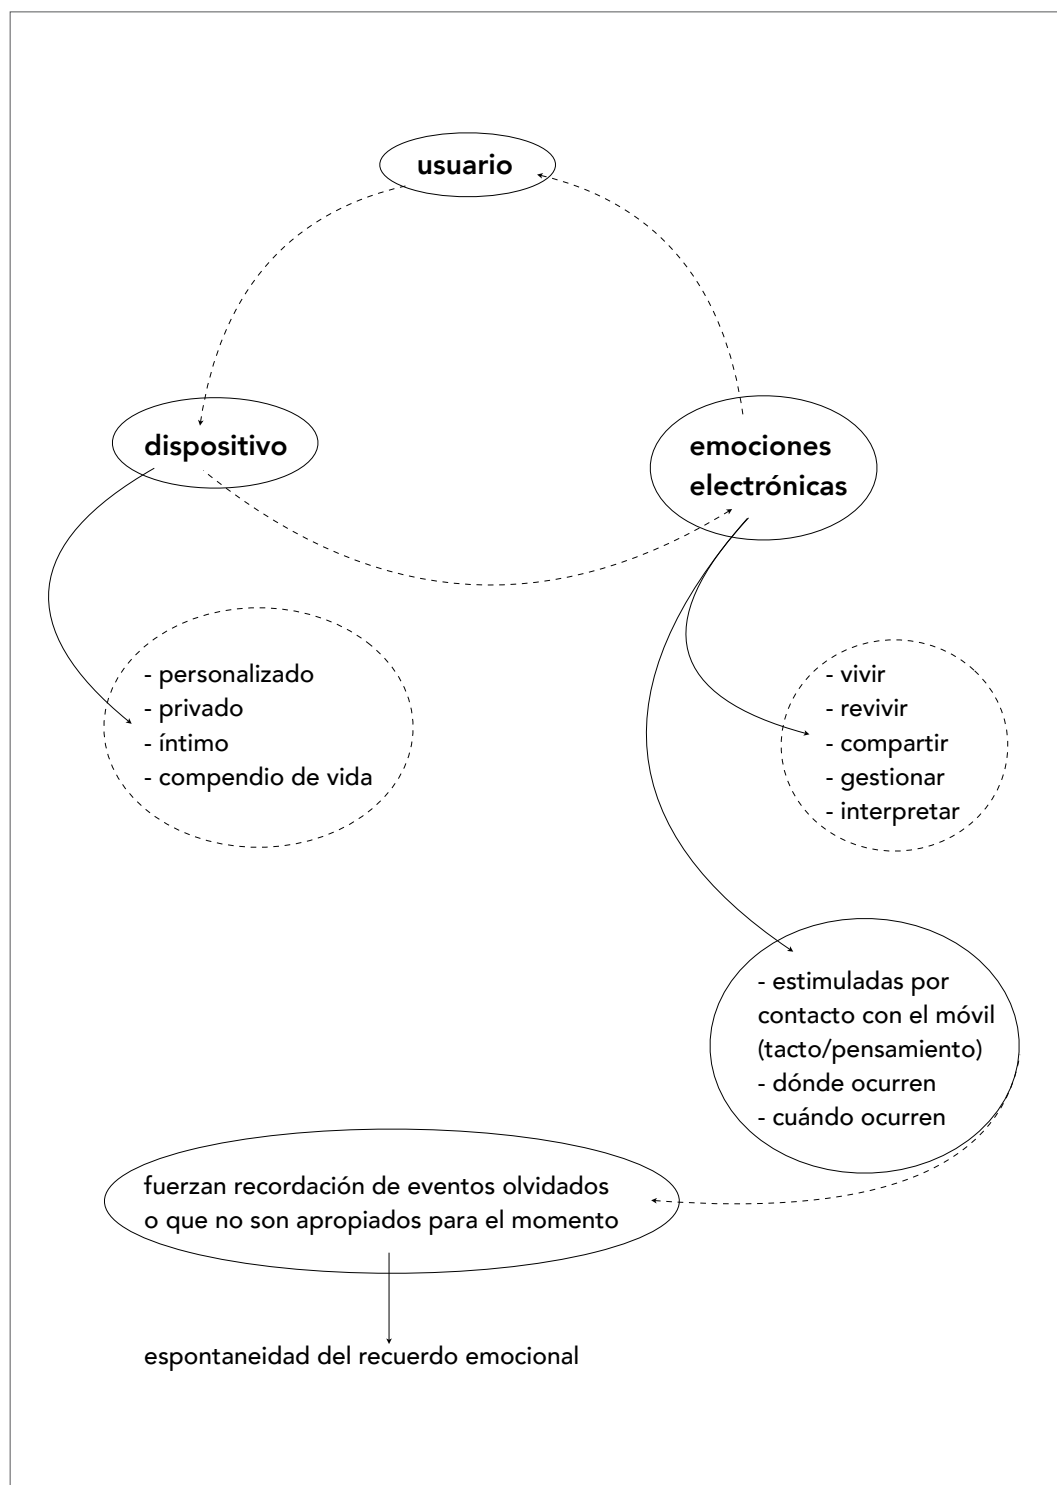 usuario
dispositivo
emociones
electrónicas
- personalizado
- privado
- íntimo
- compendio de vida
- vivir
- revivir
- compartir
- gestionar
- interpretar
- estimuladas por
contacto con el móvil
(tacto/pensamiento)
- dónde ocurren
- cuándo ocurren
fuerzan recordación de eventos olvidados
o que no son apropiados para el momento
espontaneidad del recuerdo emocional